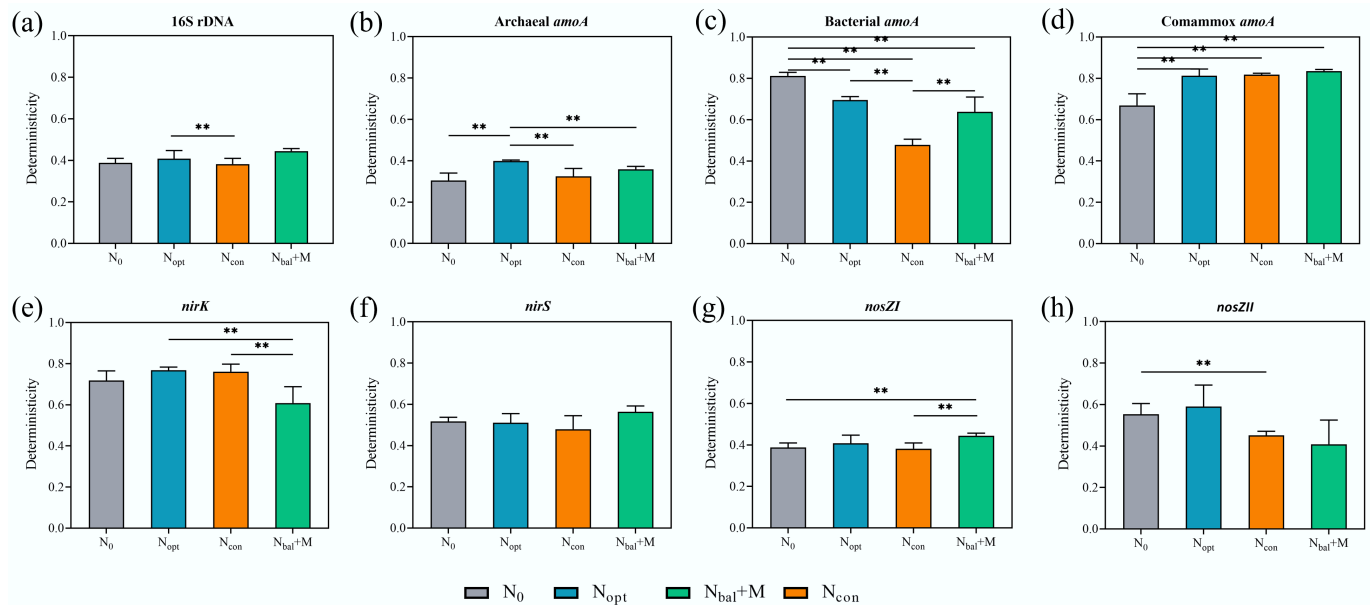 (a) 16S rDNA
Deterministicity
1.0
0.8
0.6
0.4
0.2
0.0
**
N0 Nopt Ncon Nbal+M
(b) Archaeal amoA
Deterministicity
1.0
0.8
0.6
0.4
0.2
0.0
** **
**
N0 Nopt Ncon Nbal+M
(c) Bacterial amoA
Deterministicity
1.0
0.8
0.6
0.4
0.2
0.0
**
**
** ** **
N0 Nopt Ncon Nbal+M
(d) Comammox amoA
Deterministicity
1.0
0.8
0.6
0.4
0.2
0.0
**
**
**
N0 Nopt Ncon Nbal+M
(e) nirK
Deterministicity
1.0
0.8
0.6
0.4
0.2
0.0
**
**
N0 Nopt Ncon Nbal+M
(f) nirS
Deterministicity
1.0
0.8
0.6
0.4
0.2
0.0
N0 Nopt Ncon Nbal+M
(g) nosZI
Deterministicity
1.0
0.8
0.6
0.4
0.2
0.0
**
**
N0 Nopt Ncon Nbal+M
(h) nosZII
Deterministicity
1.0
0.8
0.6
0.4
0.2
0.0
**
N0 Nopt Ncon Nbal+M
N0 Nopt Nbal+M Ncon